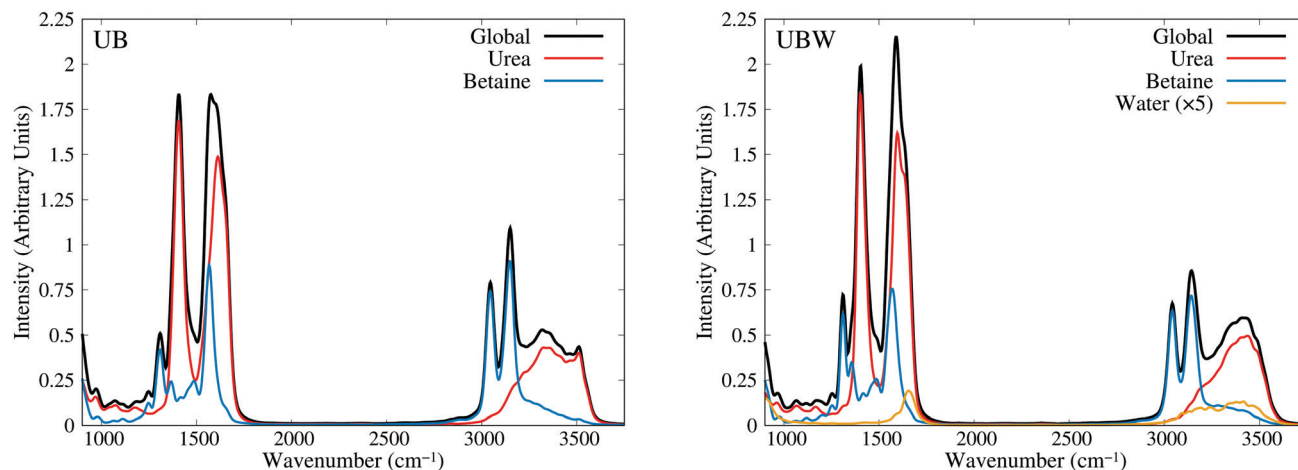 UB
Global
Urea
Betaine
2.25
2
1.75
1.5
1.25
1
0.75
0.5
0.25
0
Intensity (Arbitrary Units)
1000 1500 2000 2500 3000 3500
Wavenumber (cm⁻¹)
UBW
Global
Urea
Betaine
Water (×5)
2.25
2
1.75
1.5
1.25
1
0.75
0.5
0.25
0
Intensity (Arbitrary Units)
1000 1500 2000 2500 3000 3500
Wavenumber (cm⁻¹)